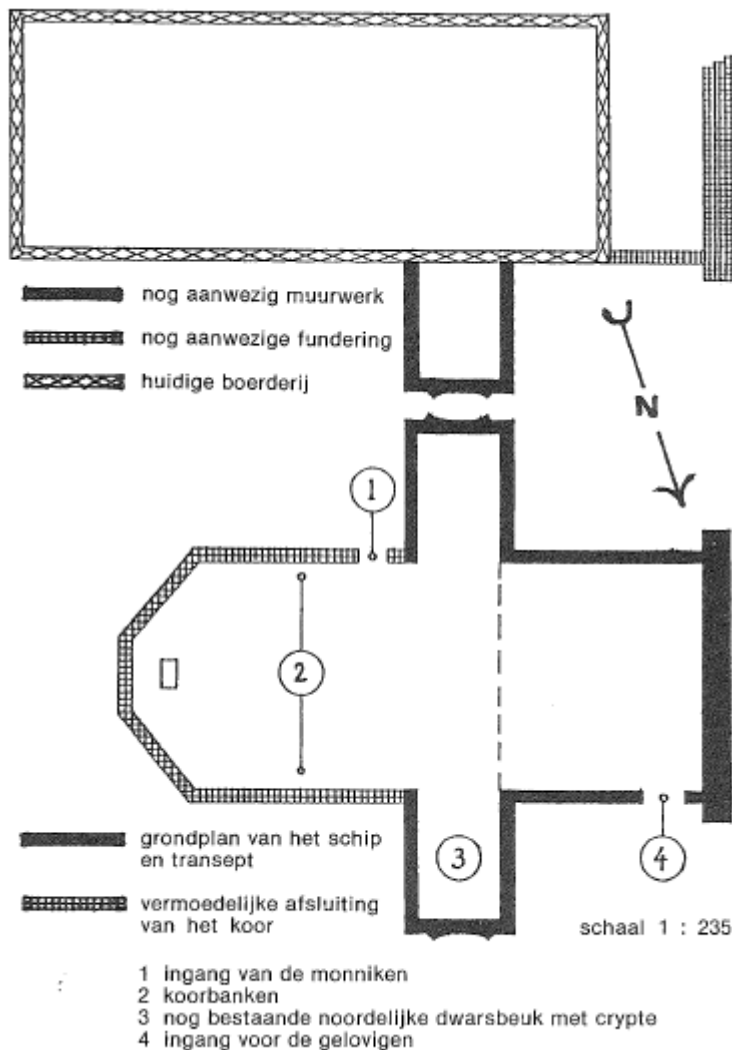 nog aanwezig muurwerk
nog aanwezige fundering
huidige boerderij
N
1
2
3
4
grondplan van het schip
en transept
vermoedelijke afsluiting
van het koor
schaal 1 : 235
1 ingang van de monniken
2 koorbanken
3 nog bestaande noordelijke dwarsbeuk met crypte
4 ingang voor de gelovigen